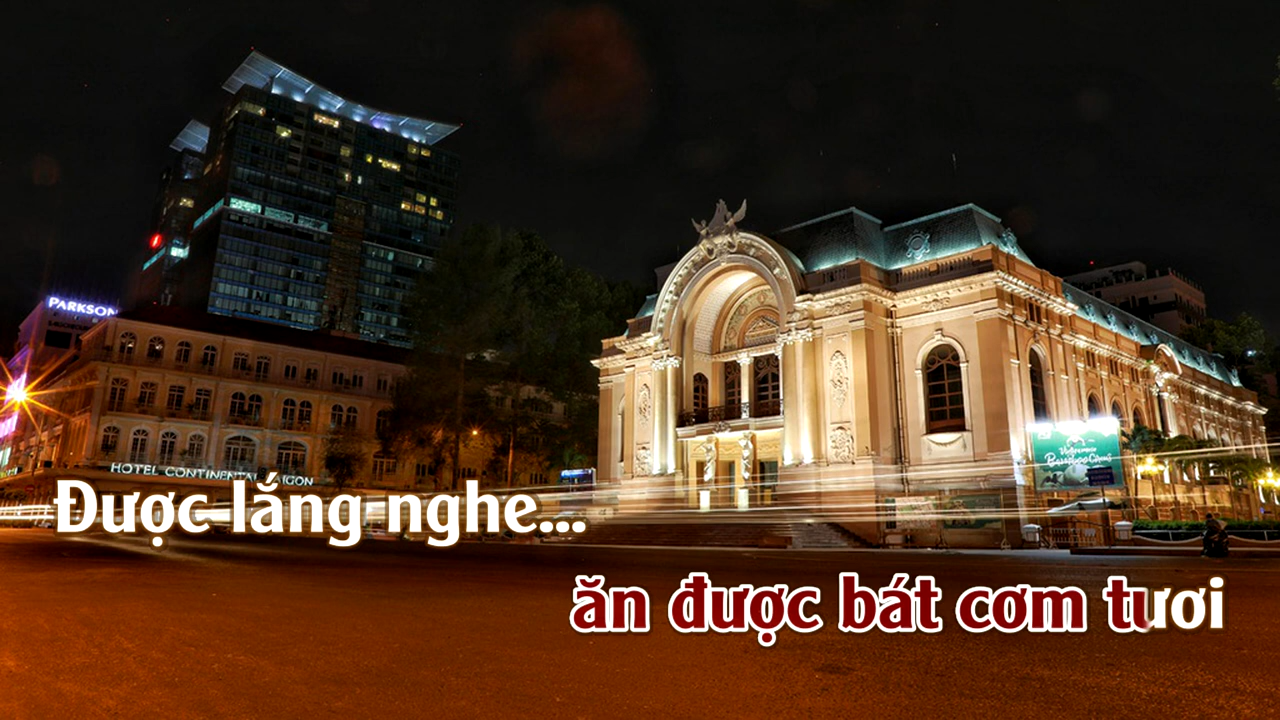 PARKSON
HOTEL CONTINENTAL SAIGON
Được lắng nghe...
ăn được bát cơm tươi